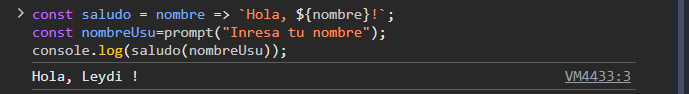 const saludo = nombre => `Hola, ${nombre}!`;
const nombreUsu=prompt("Inresa tu nombre");
console.log(saludo(nombreUsu));
Hola, Leydi ! VM4433:3